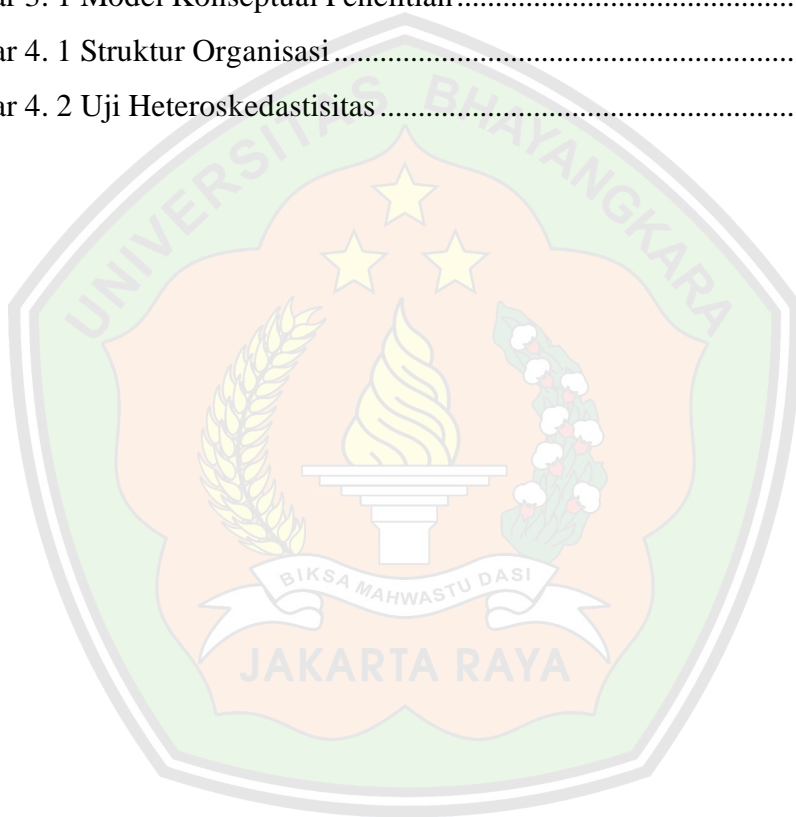 ar 3. 1 Model Konseptual Penelitian..............................................
ar 4. 1 Struktur Organisasi..............................................................
ar 4. 2 Uji Heteroskedastisitas........................................................
UNIVERSITAS BHAYANGKARA
BIKSA MAHWASTU DASI
JAKARTA RAYA